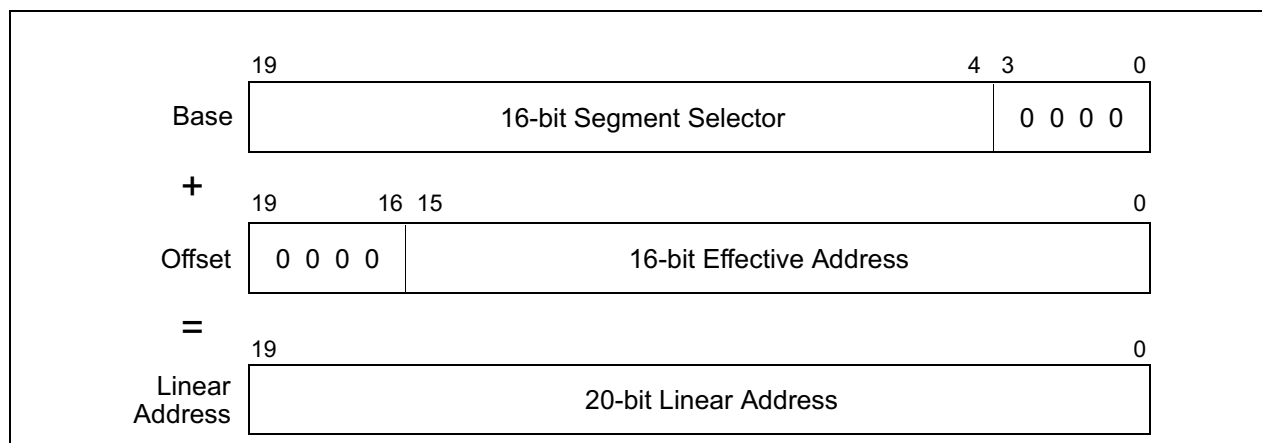 19 4 3 0
Base 16-bit Segment Selector 0 0 0 0
+
19 16 15 0
Offset 0 0 0 0 16-bit Effective Address
=
19 0
Linear
Address 20-bit Linear Address